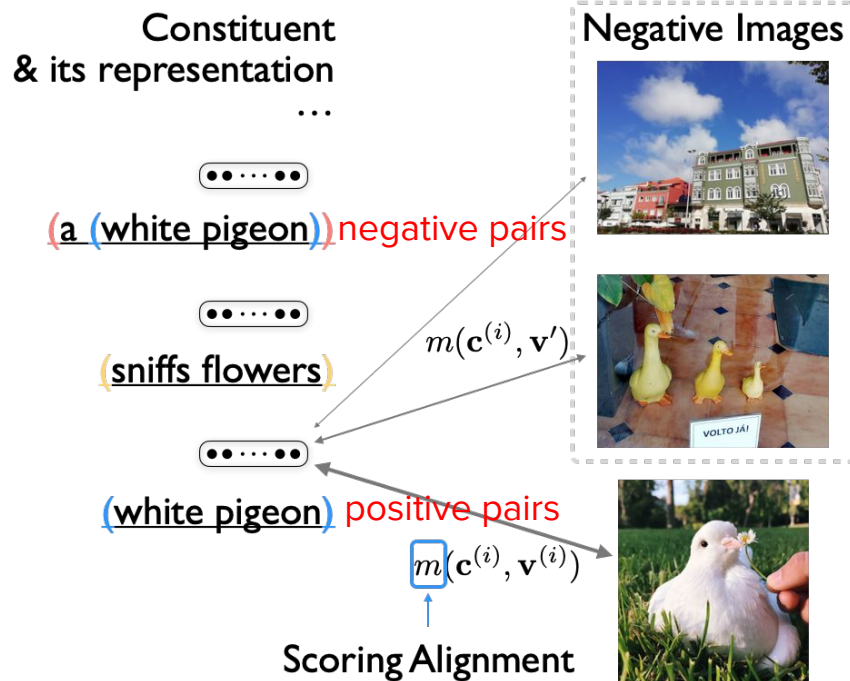 Constituent
& its representation
...
Negative Images
(a (white pigeon))
negative pairs
(sniffs flowers)
m(c⁽ⁱ⁾, v′)
VOLTO JÁ!
(white pigeon)
positive pairs
m(c⁽ⁱ⁾, v⁽ⁱ⁾)
Scoring Alignment